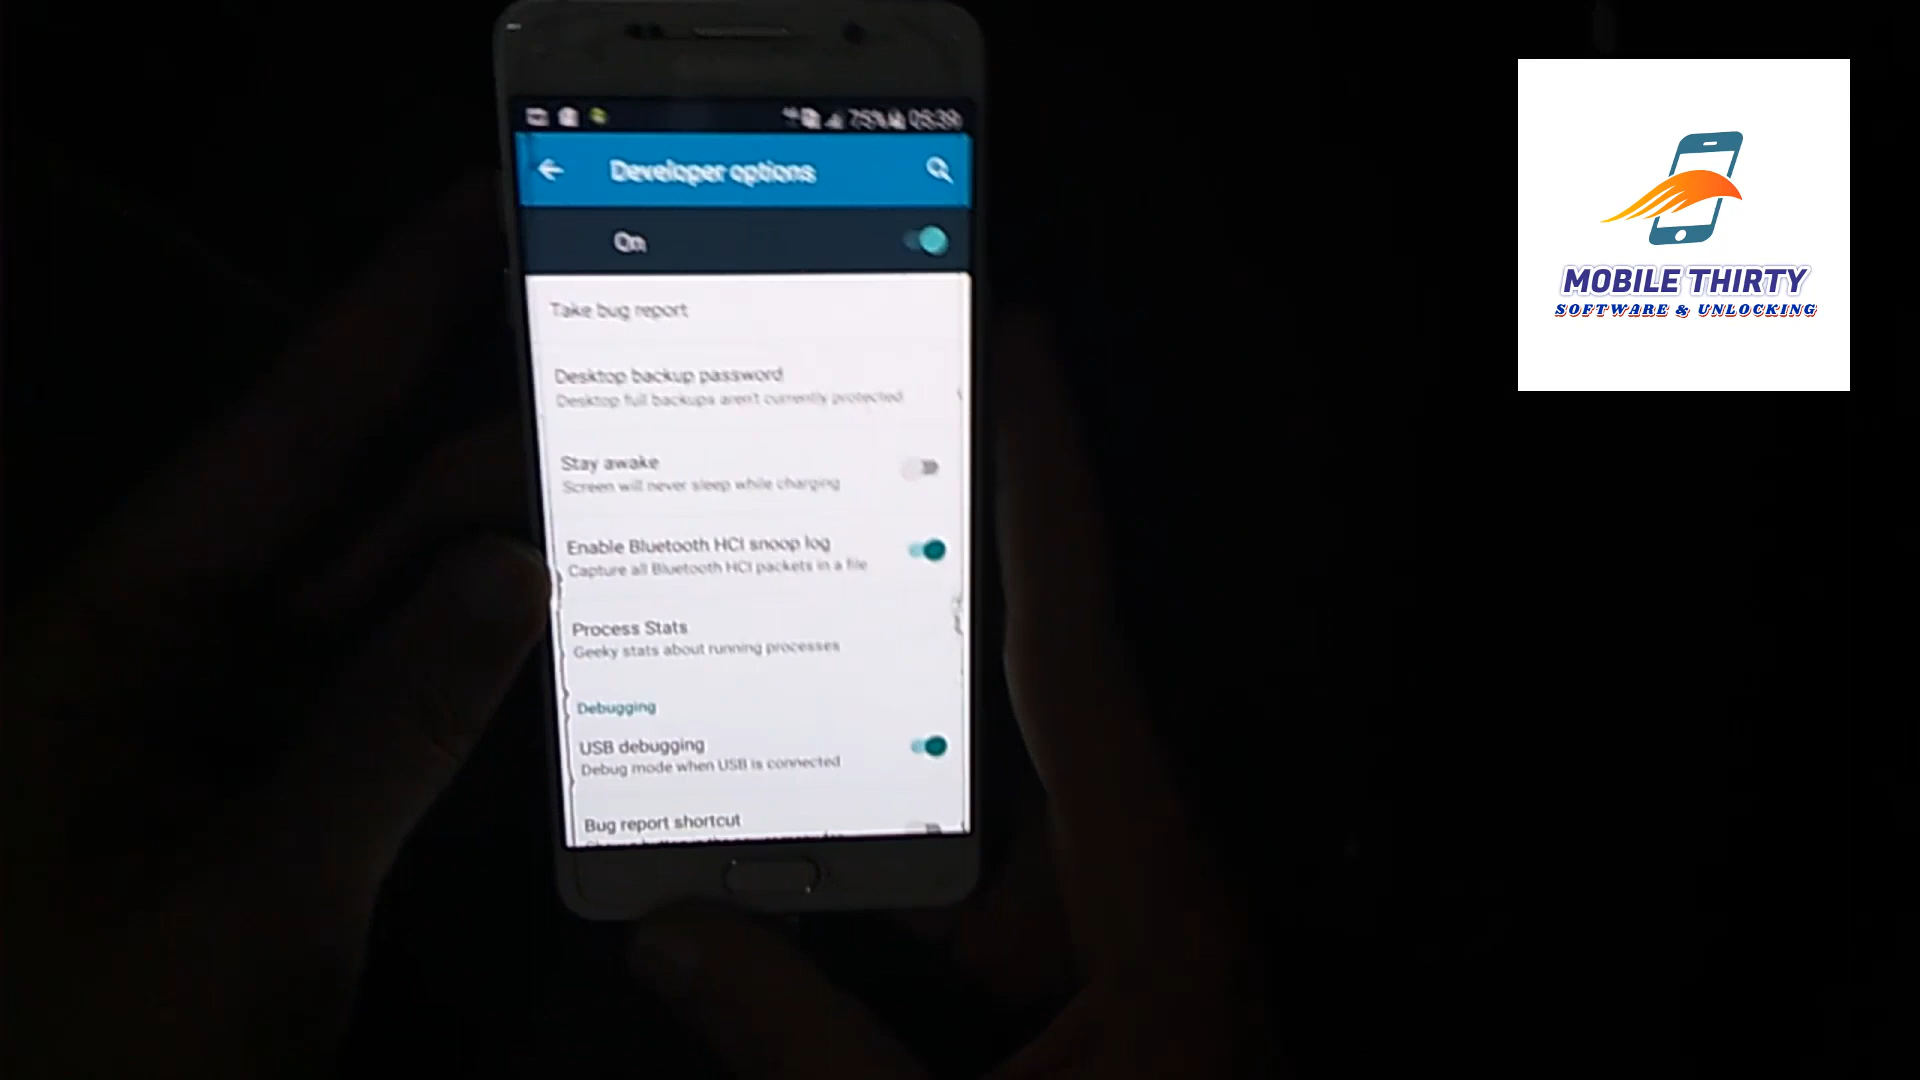 75% 05:39
Developer options
On
Take bug report
Desktop backup password
Desktop full backups aren't currently protected
Stay awake
Screen will never sleep while charging
Enable Bluetooth HCI snoop log
Capture all Bluetooth HCI packets in a file
Process Stats
Geeky stats about running processes
Debugging
USB debugging
Debug mode when USB is connected
Bug report shortcut
MOBILE THIRTY
SOFTWARE & UNLOCKING